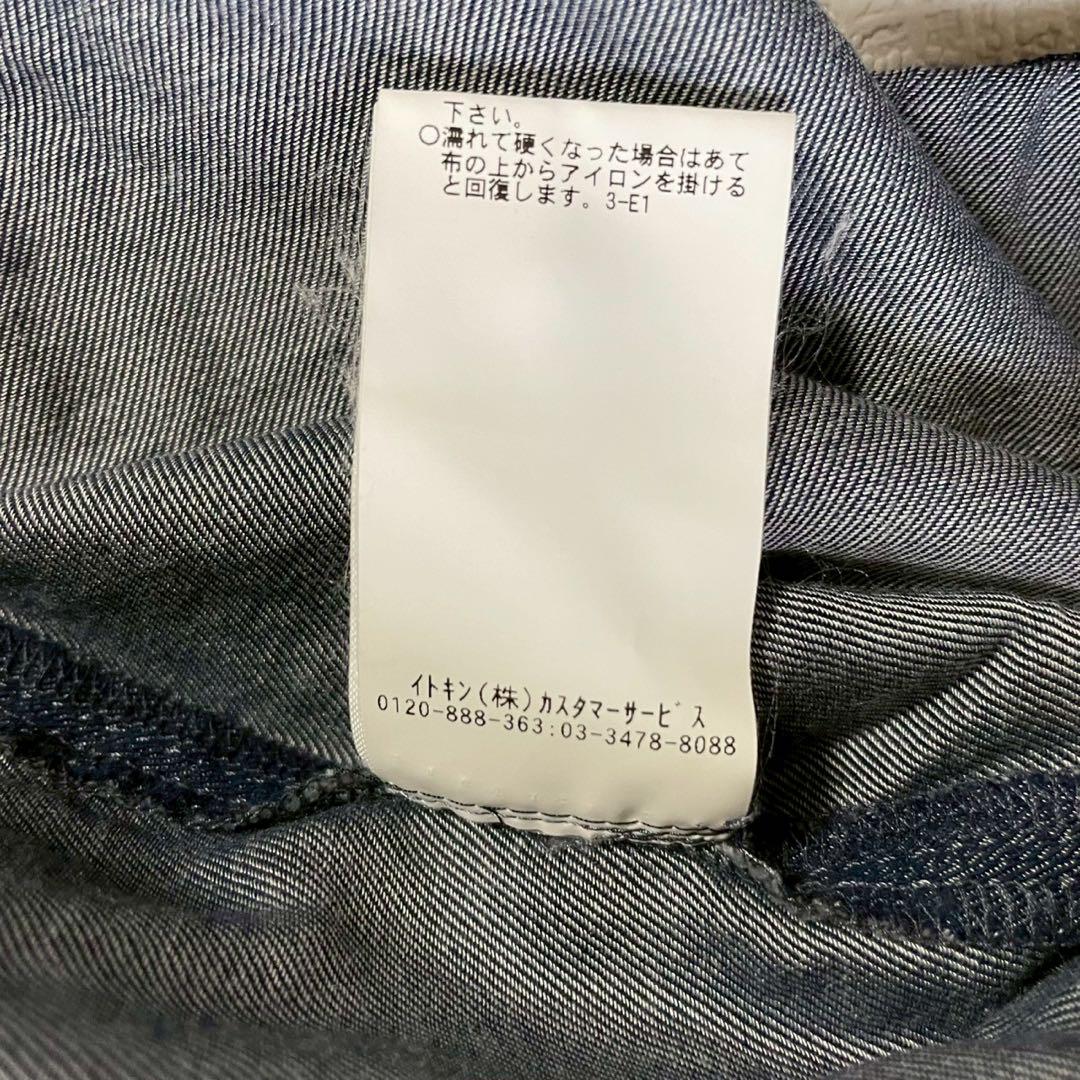 下さい。
○濡れて硬くなった場合はあて
布の上からアイロンを掛ける
と回復します。3-E1
イトキン(株)カスタマーサービス
0120-888-363:03-3478-8088